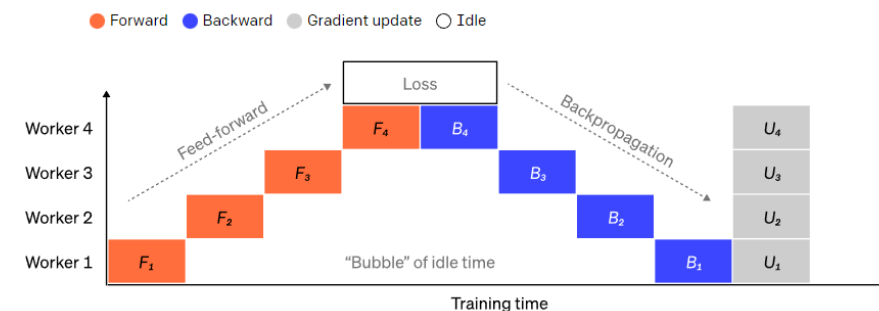 Forward Backward Gradient update Idle
Loss
Feed-forward
Backpropagation
Worker 4 F₄ B₄ U₄
Worker 3 F₃ B₃ U₃
Worker 2 F₂ B₂ U₂
Worker 1 F₁ “Bubble” of idle time B₁ U₁
Training time